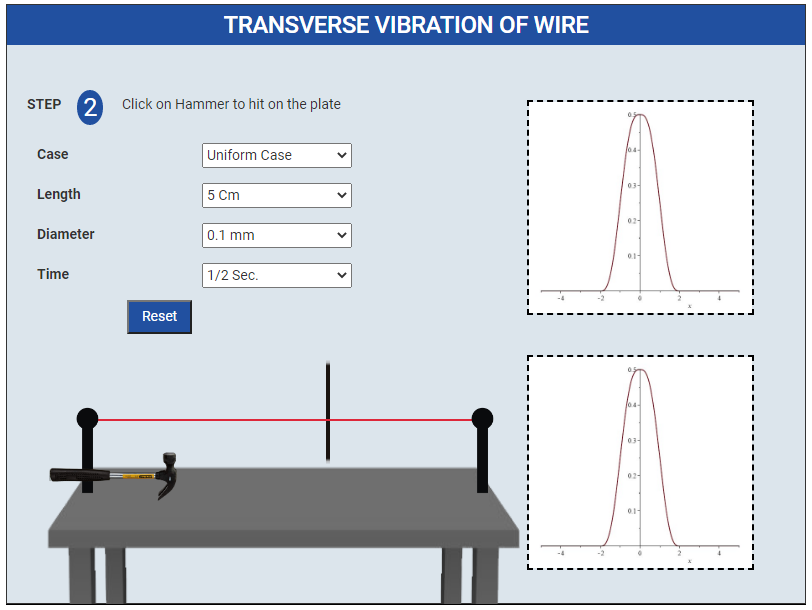 TRANSVERSE VIBRATION OF WIRE
STEP 2 Click on Hammer to hit on the plate
Case Uniform Case
Length 5 Cm
Diameter 0.1 mm
Time 1/2 Sec.
Reset
0.5
0.4
0.3
0.2
0.1
-4 -2 0 2 4
x
0.5
0.4
0.3
0.2
0.1
-4 -2 0 2 4
x